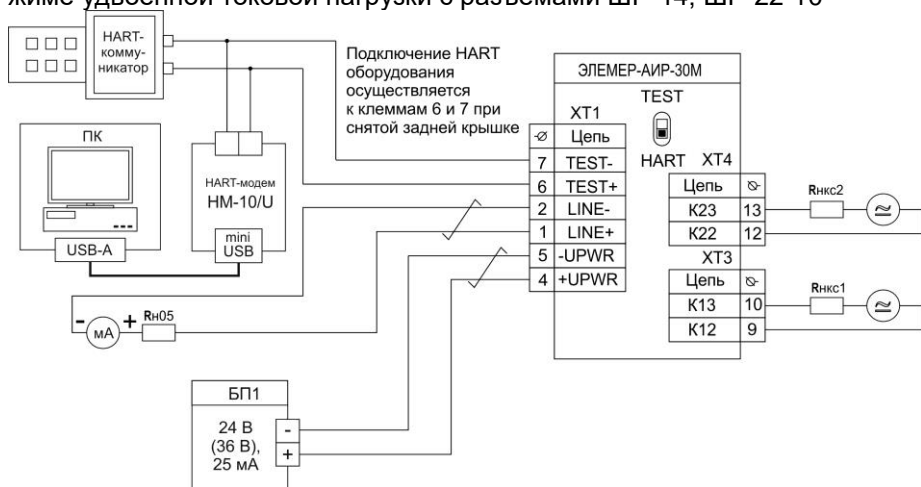 жиме удвоенной токовой нагрузки с разъемами ШР-14, ШР-22-10
HART-
комму-
никатор
Подключение HART
оборудования
осуществляется
к клеммам 6 и 7 при
снятой задней крышке
ПК
USB-A
HART-модем
HM-10/U
mini
USB
- мА + Rн05
БП1
24 В
(36 В),
25 мА
-
+
ЭЛЕМЕР-АИР-30М
TEST
HART
XT1
Цепь
7 TEST-
6 TEST+
2 LINE-
1 LINE+
5 -UPWR
4 +UPWR
XT4
Цепь
K23 13
K22 12
XT3
Цепь
K13 10
K12 9
Rнкс2
Rнкс1